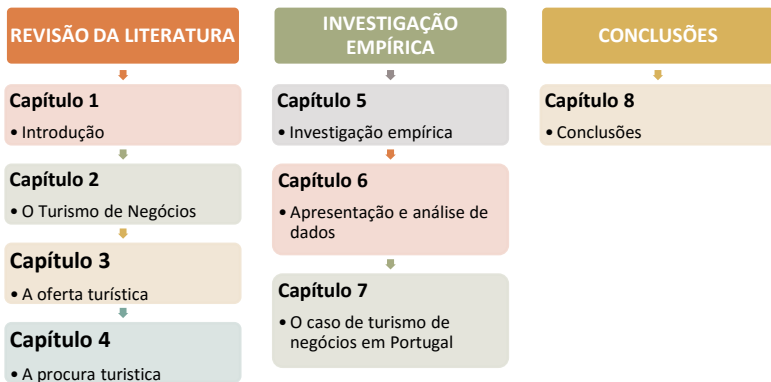 REVISÃO DA LITERATURA
Capítulo 1
• Introdução
Capítulo 2
• O Turismo de Negócios
Capítulo 3
• A oferta turística
Capítulo 4
• A procura turistica
INVESTIGAÇÃO
EMPÍRICA
Capítulo 5
• Investigação empírica
Capítulo 6
• Apresentação e análise de
dados
Capítulo 7
• O caso de turismo de
negócios em Portugal
CONCLUSÕES
Capítulo 8
• Conclusões